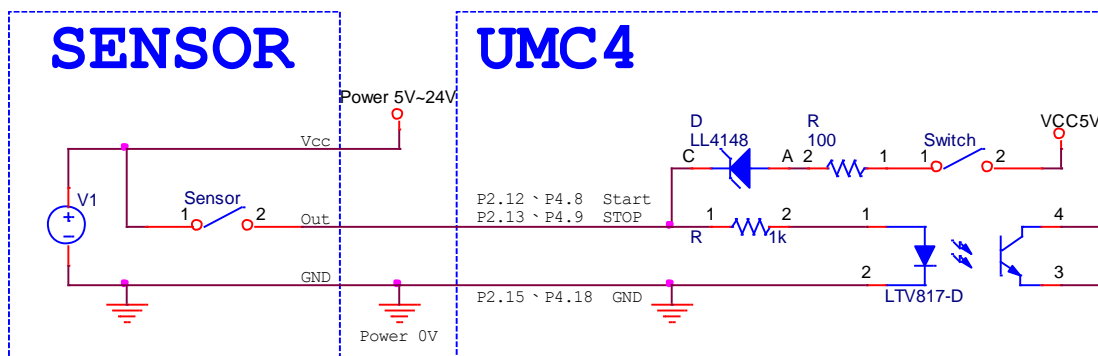 SENSOR
UMC4
Power 5V~24V
D
LL4148
R
100
Switch
VCC5V
Vcc
C
A
2
1
1
2
V1
Sensor
1
2
Out
P2.12、P4.8 Start
P2.13、P4.9 STOP
1
2
R
1k
1
4
GND
2
3
P2.15、P4.18 GND
LTV817-D
Power 0V